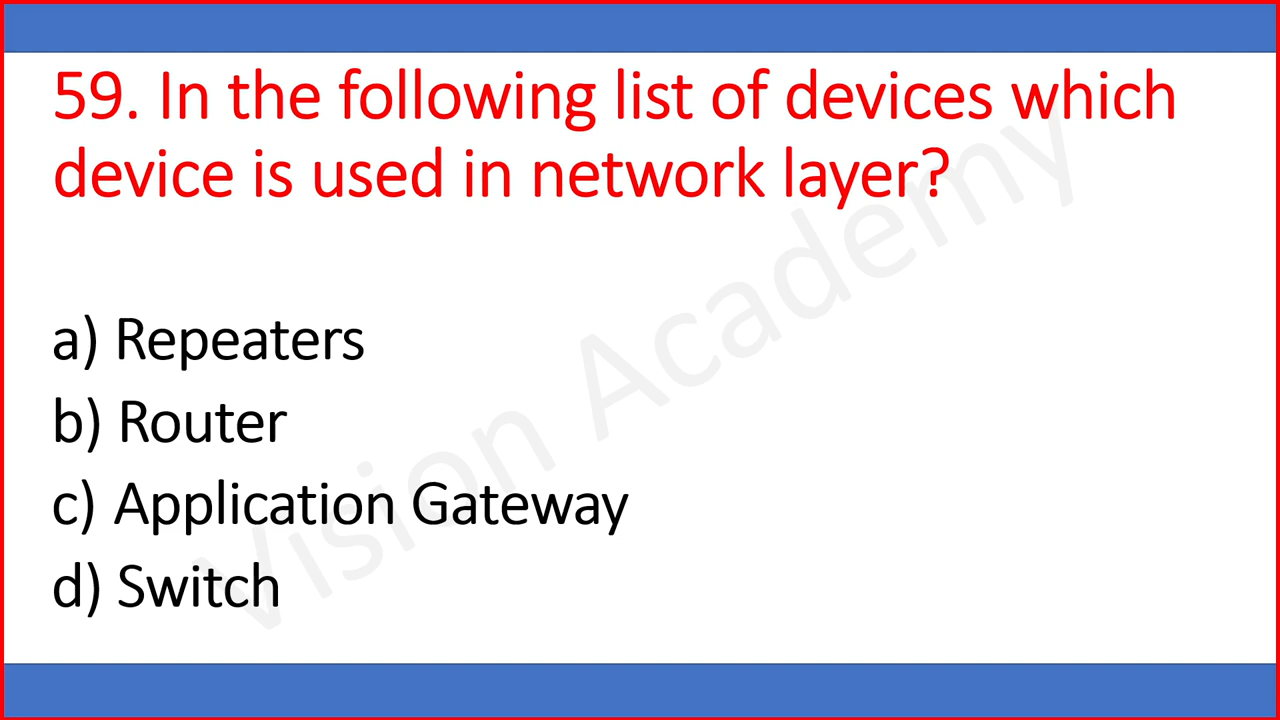 59. In the following list of devices which
device is used in network layer?
a) Repeaters
b) Router
c) Application Gateway
d) Switch
Vision Academy